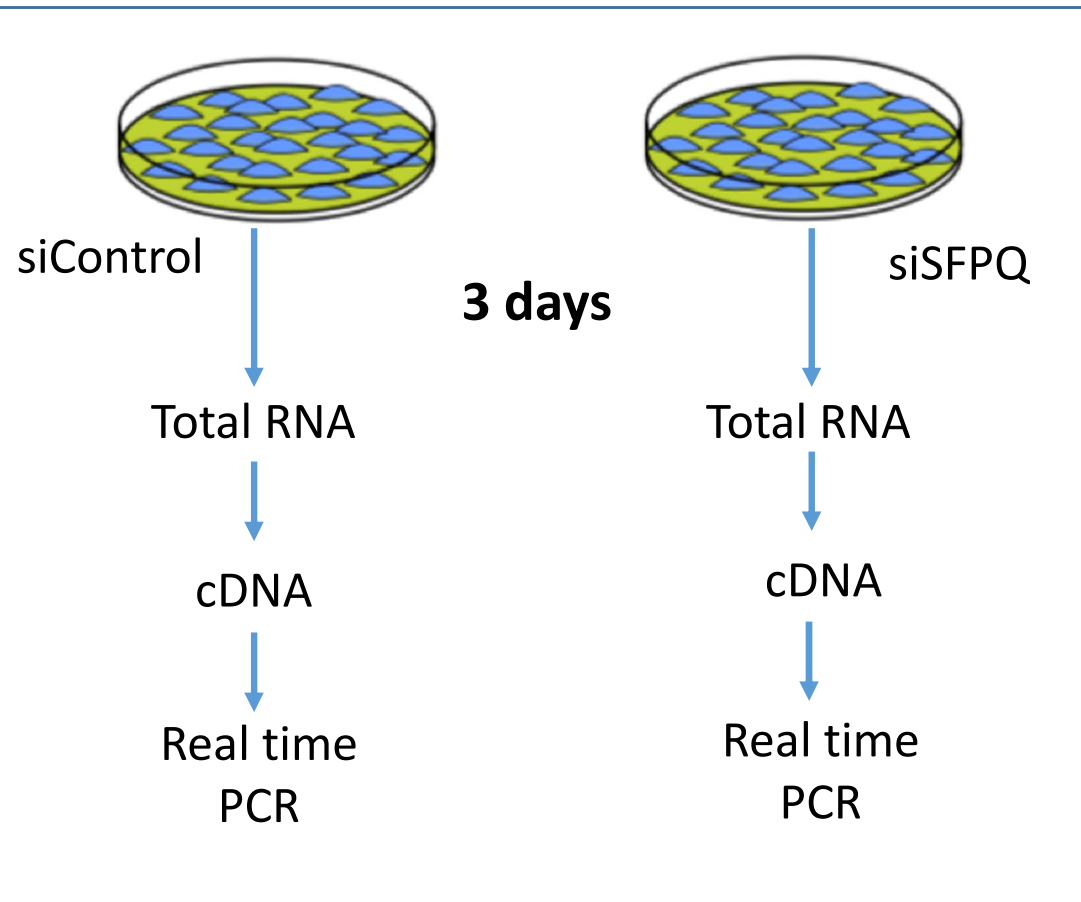 siControl
siSFPQ
3 days
Total RNA
Total RNA
cDNA
cDNA
Real time
PCR
Real time
PCR